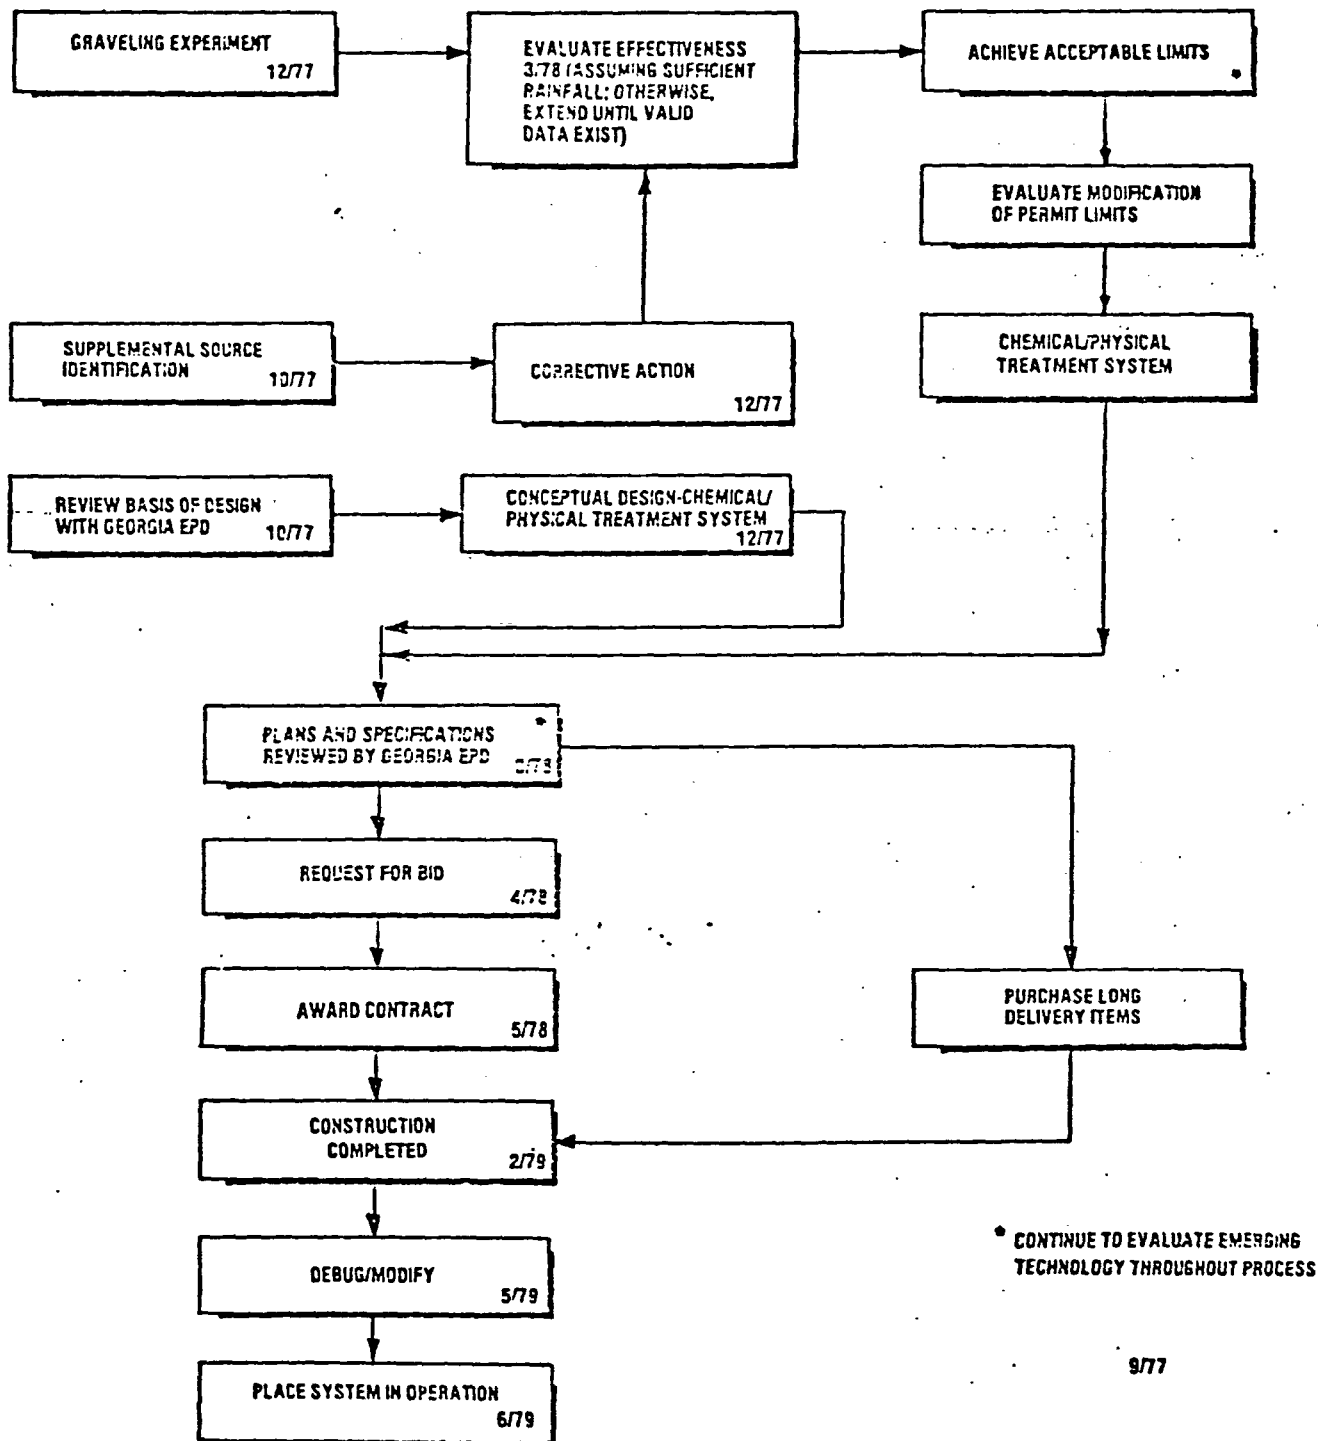 GRAVELING EXPERIMENT
12/77
EVALUATE EFFECTIVENESS
3/78 (ASSUMING SUFFICIENT
RAINFALL; OTHERWISE,
EXTEND UNTIL VALID
DATA EXIST)
ACHIEVE ACCEPTABLE LIMITS
*
EVALUATE MODIFICATION
OF PERMIT LIMITS
SUPPLEMENTAL SOURCE
IDENTIFICATION
10/77
CORRECTIVE ACTION
12/77
CHEMICAL/PHYSICAL
TREATMENT SYSTEM
REVIEW BASIS OF DESIGN
WITH GEORGIA EPD
10/77
CONCEPTUAL DESIGN-CHEMICAL/
PHYSICAL TREATMENT SYSTEM
12/77
PLANS AND SPECIFICATIONS *
REVIEWED BY GEORGIA EPD
REQUEST FOR BID
4/78
AWARD CONTRACT
5/78
PURCHASE LONG
DELIVERY ITEMS
CONSTRUCTION
COMPLETED
2/79
DEBUG/MODIFY
5/79
* CONTINUE TO EVALUATE EMERGING
TECHNOLOGY THROUGHOUT PROCESS
PLACE SYSTEM IN OPERATION
6/79
9/77